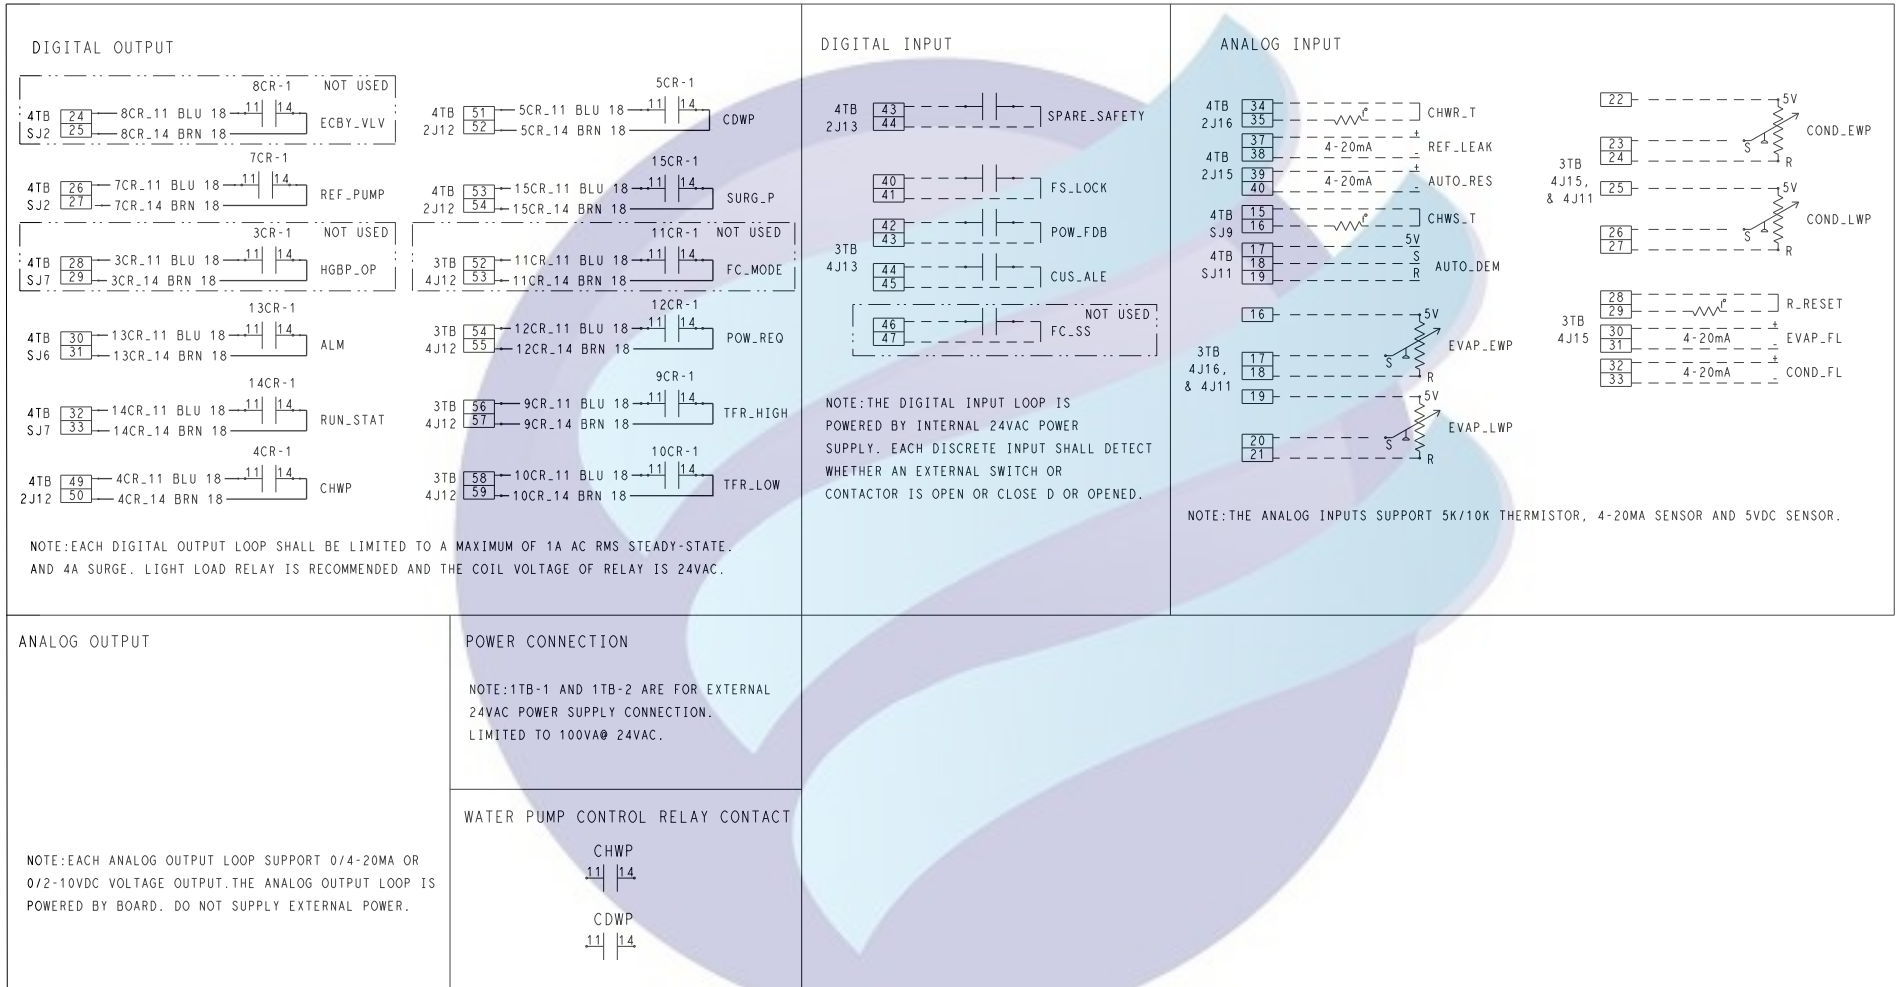 DIGITAL OUTPUT
8CR-1 NOT USED
4TB 24 8CR_11 BLU 18 11 14
SJ2 25 8CR_14 BRN 18 ECBY_VLV
7CR-1
4TB 26 7CR_11 BLU 18 11 14
SJ2 27 7CR_14 BRN 18 REF_PUMP
3CR-1 NOT USED
4TB 28 3CR_11 BLU 18 11 14
SJ7 29 3CR_14 BRN 18 HGBP_OP
13CR-1
4TB 30 13CR_11 BLU 18 11 14
SJ6 31 13CR_14 BRN 18 ALM
14CR-1
4TB 32 14CR_11 BLU 18 11 14
SJ7 33 14CR_14 BRN 18 RUN_STAT
4CR-1
4TB 49 4CR_11 BLU 18 11 14
2J12 50 4CR_14 BRN 18 CHWP
5CR-1
4TB 51 5CR_11 BLU 18 11 14
2J12 52 5CR_14 BRN 18 CDWP
15CR-1
4TB 53 15CR_11 BLU 18 11 14
2J12 54 15CR_14 BRN 18 SURG_P
11CR-1 NOT USED
3TB 52 11CR_11 BLU 18 11 14
4J12 53 11CR_14 BRN 18 FC_MODE
12CR-1
3TB 54 12CR_11 BLU 18 11 14
4J12 55 12CR_14 BRN 18 POW_REQ
9CR-1
3TB 56 9CR_11 BLU 18 11 14
4J12 57 9CR_14 BRN 18 TFR_HIGH
10CR-1
3TB 58 10CR_11 BLU 18 11 14
4J12 59 10CR_14 BRN 18 TFR_LOW
NOTE:EACH DIGITAL OUTPUT LOOP SHALL BE LIMITED TO A MAXIMUM OF 1A AC RMS STEADY-STATE.
AND 4A SURGE. LIGHT LOAD RELAY IS RECOMMENDED AND THE COIL VOLTAGE OF RELAY IS 24VAC.
DIGITAL INPUT
4TB 43
2J13 44 SPARE_SAFETY
40
41 FS_LOCK
42
43 POW_FDB
3TB
4J13
44
45 CUS_ALE
NOT USED
46
47 FC_SS
NOTE:THE DIGITAL INPUT LOOP IS
POWERED BY INTERNAL 24VAC POWER
SUPPLY. EACH DISCRETE INPUT SHALL DETECT
WHETHER AN EXTERNAL SWITCH OR
CONTACTOR IS OPEN OR CLOSE D OR OPENED.
ANALOG INPUT
4TB 34
2J16 35 t° CHWR_T
37 +
4-20mA REF_LEAK
4TB 38 -
2J15 39 +
4-20mA AUTO_RES
40 -
4TB 15
SJ9 16 t° CHWS_T
17 5V
4TB 18 S
SJ11 19 R AUTO_DEM
16 5V
EVAP_EWP
3TB
4J16,
& 4J11
17 S
18 R
19 5V
EVAP_LWP
20 S
21 R
22 5V
COND_EWP
23 S
24 R
3TB
4J15,
& 4J11
25 5V
COND_LWP
26 S
27 R
28
29 t° R_RESET
3TB
4J15
30 +
4-20mA EVAP_FL
31 -
32 +
4-20mA COND_FL
33 -
NOTE:THE ANALOG INPUTS SUPPORT 5K/10K THERMISTOR, 4-20MA SENSOR AND 5VDC SENSOR.
ANALOG OUTPUT
NOTE:EACH ANALOG OUTPUT LOOP SUPPORT 0/4-20MA OR
0/2-10VDC VOLTAGE OUTPUT.THE ANALOG OUTPUT LOOP IS
POWERED BY BOARD. DO NOT SUPPLY EXTERNAL POWER.
POWER CONNECTION
NOTE:1TB-1 AND 1TB-2 ARE FOR EXTERNAL
24VAC POWER SUPPLY CONNECTION.
LIMITED TO 100VA@ 24VAC.
WATER PUMP CONTROL RELAY CONTACT
CHWP
11 14
CDWP
11 14